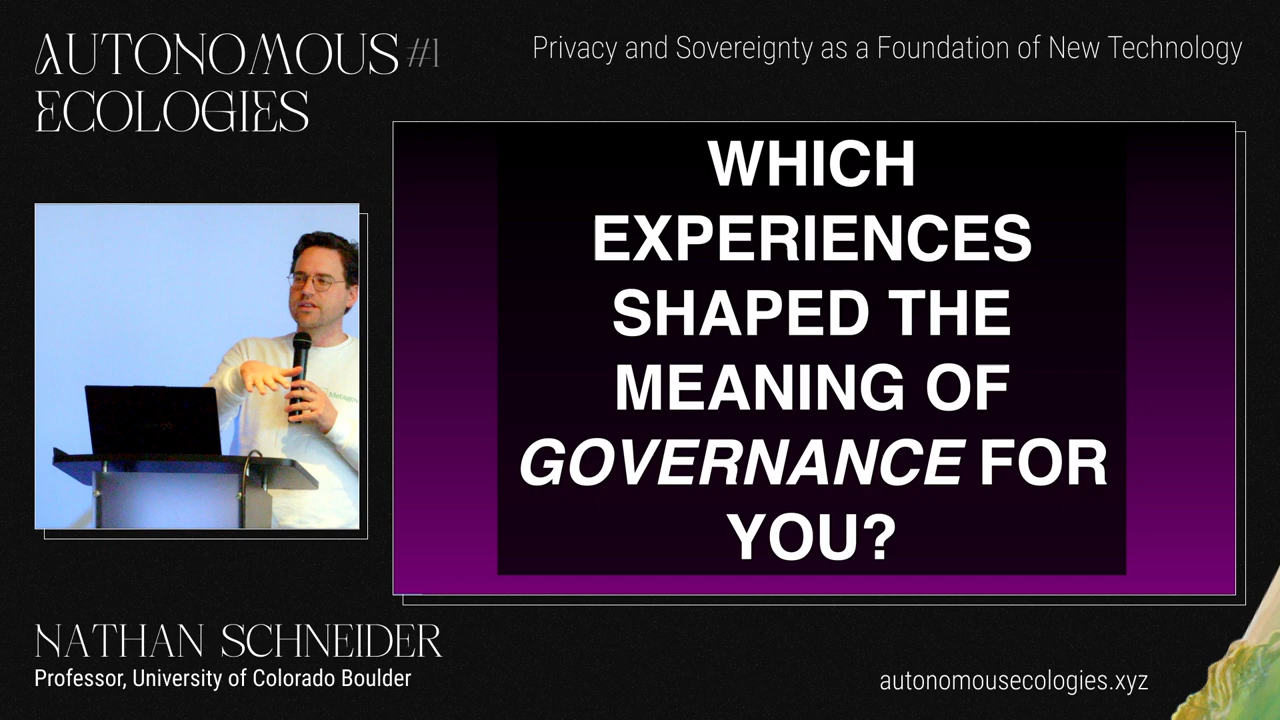 AUTONOMOUS #1
ECOLOGIES
Privacy and Sovereignty as a Foundation of New Technology
WHICH
EXPERIENCES
SHAPED THE
MEANING OF
GOVERNANCE FOR
YOU?
NATHAN SCHNEIDER
Professor, University of Colorado Boulder
autonomousecologies.xyz